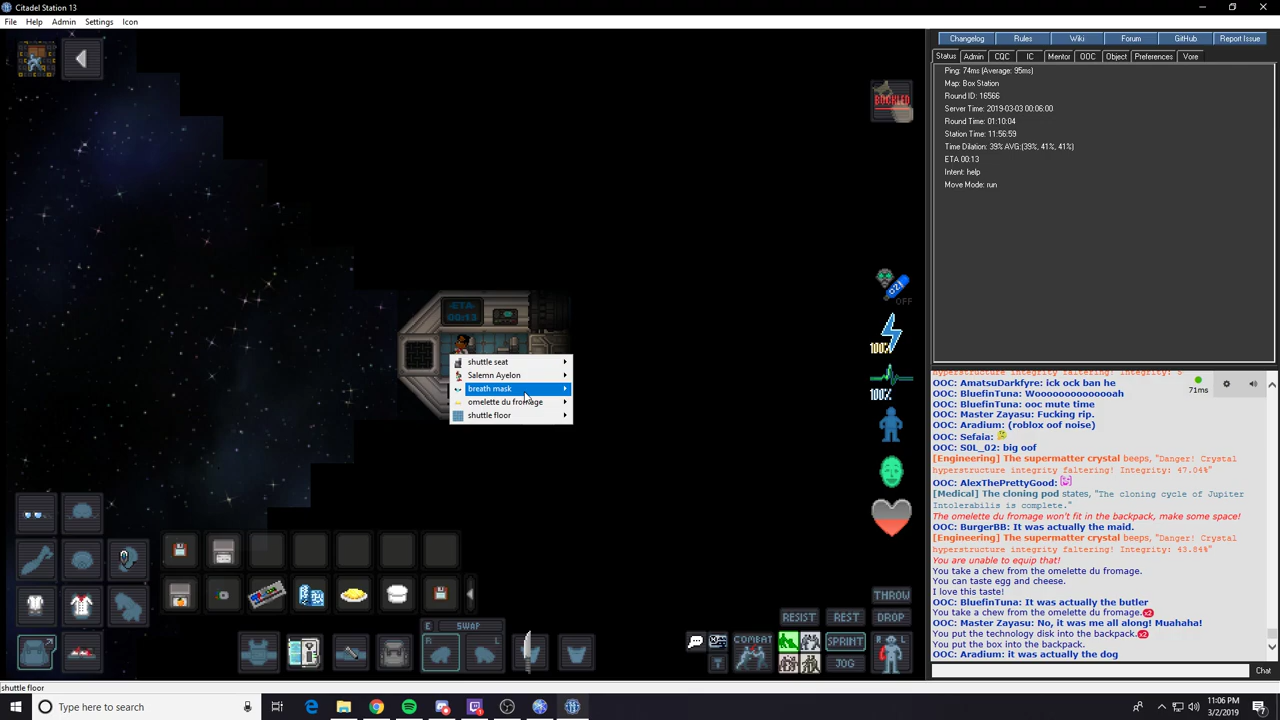 Citadel Station 13
File Help Admin Settings Icon
Changelog Rules Wiki Forum GitHub Report Issue
Status Admin CQC IC Mentor OOC Object Preferences Vore
Ping: 74ms (Average: 95ms)
Map: Box Station
Round ID: 16566
Server Time: 2019-03-03 00:06:00
Round Time: 01:10:04
Station Time: 11:56:59
Time Dilation: 39% AVG:(39%, 41%, 41%)
ETA 00:13
Intent: help
Move Mode: run
BUCKLED
OFF
100%
100%
-ETA-
00:13
shuttle seat
Salemn Ayelon
breath mask
omelette du fromage
shuttle floor
hyperstructure integrity faltering! Integrity:
OOC: AmatsuDarkfyre: ick ock ban he
OOC: BluefinTuna: Woooooooooooooah
OOC: BluefinTuna: ooc mute time
OOC: Master Zayasu: Fucking rip.
OOC: Aradium: (roblox oof noise)
OOC: Sefaia:
OOC: S0L_02: big oof
[Engineering] The supermatter crystal beeps, "Danger! Crystal
hyperstructure integrity faltering! Integrity: 47.04%"
OOC: AlexThePrettyGood:
[Medical] The cloning pod states, "The cloning cycle of Jupiter
Intolerabilis is complete."
The omelette du fromage won't fit in the backpack, make some space!
OOC: BurgerBB: It was actually the maid.
[Engineering] The supermatter crystal beeps, "Danger! Crystal
hyperstructure integrity faltering! Integrity: 43.84%"
You are unable to equip that!
You take a chew from the omelette du fromage.
You can taste egg and cheese.
I love this taste!
OOC: BluefinTuna: It was actually the butler
You take a chew from the omelette du fromage.x2
OOC: Master Zayasu: No, it was me all along! Muahaha!
You put the technology disk into the backpack.x2
You put the box into the backpack.
OOC: Aradium: it was actually the dog
71ms
THROW
RESIST REST DROP
E SWAP
R L
COMBAT
SPRINT
JOG
T
R L
Chat
shuttle floor
Type here to search
11:06 PM
3/2/2019